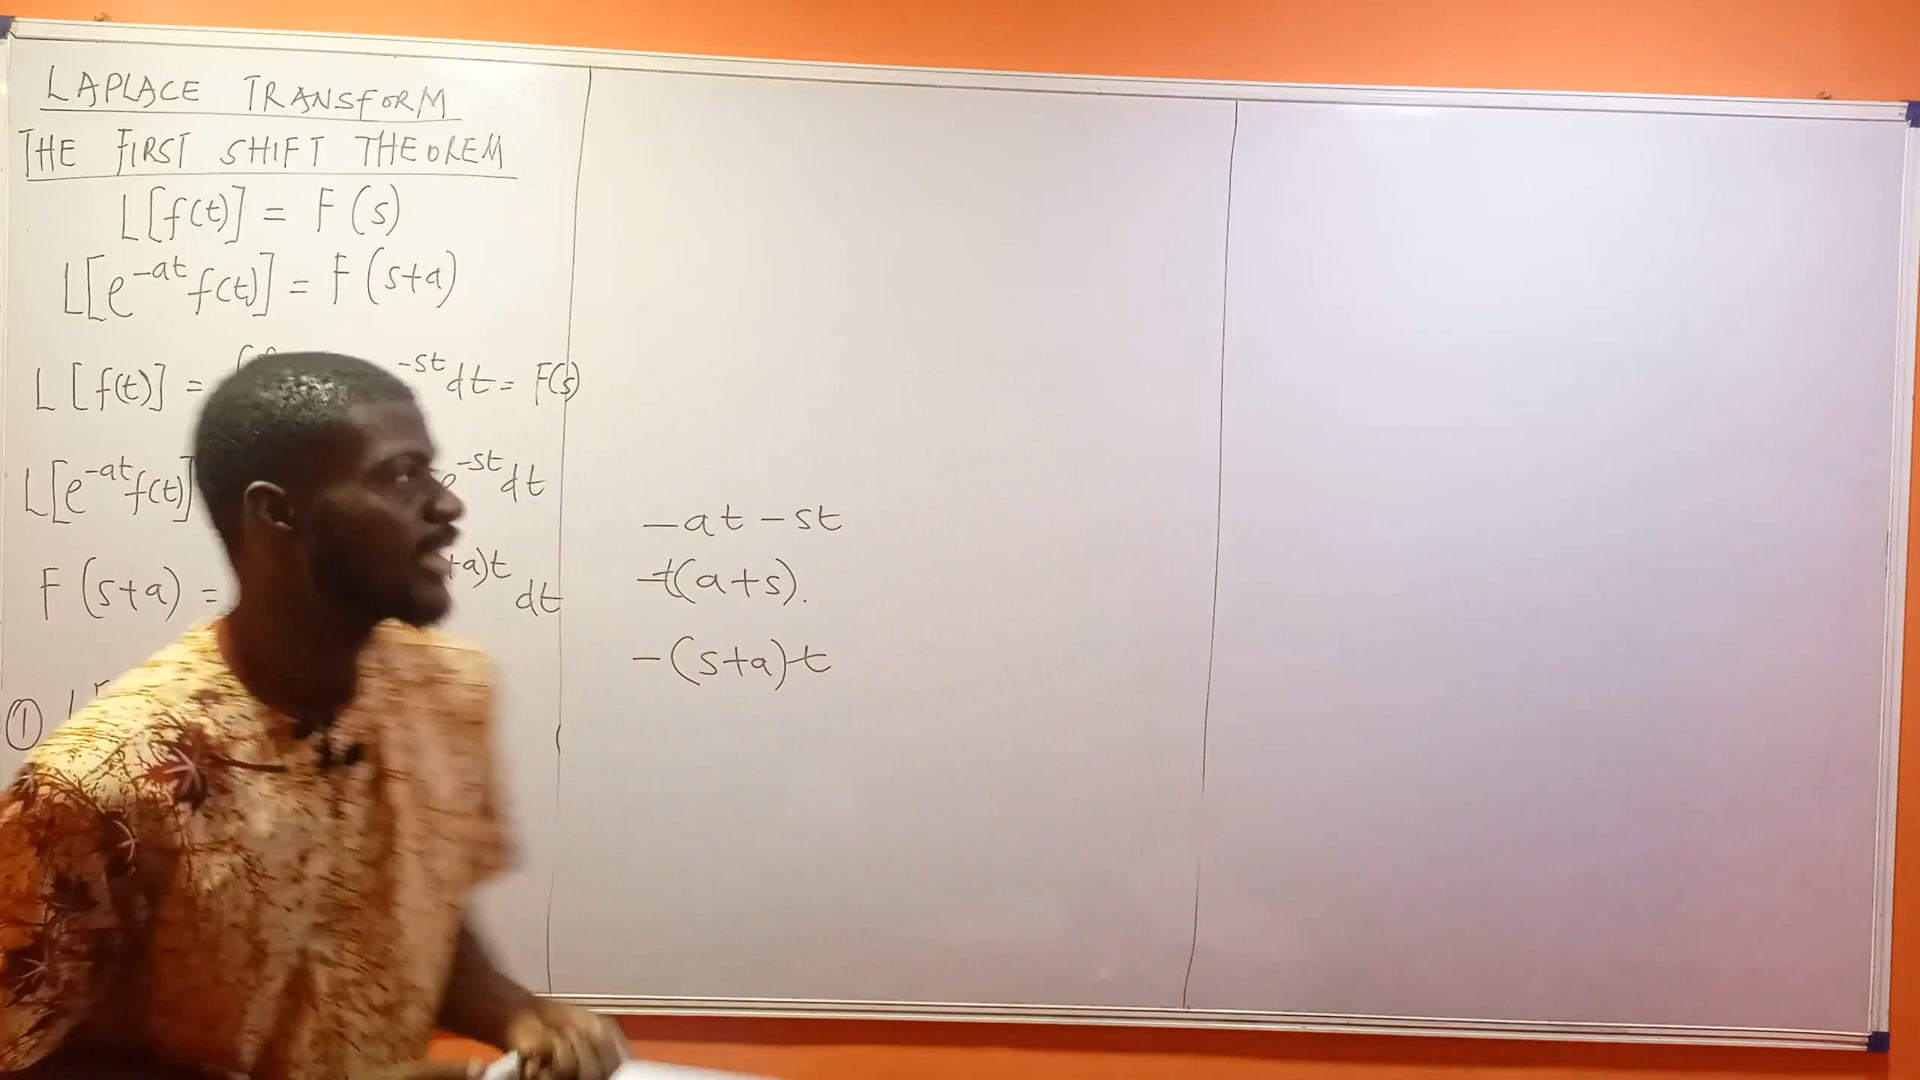 LAPLACE TRANSFORM
THE FIRST SHIFT THEOREM
L[f(t)] = F(s)
L[e^-at f(t)] = F(s+a)
L[f(t)] = -st dt = F(s)
L[e^-at f(t)] e^-st dt
F(s+a) = +a)t dt
①
-at-st
-t(a+s).
-(s+a)t